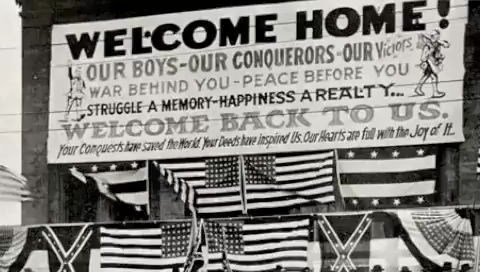 WELCOME HOME!
OUR BOYS-OUR CONQUERORS-OUR Victors
WAR BEHIND YOU-PEACE BEFORE YOU
STRUGGLE A MEMORY-HAPPINESS A REALTY...
WELCOME BACK TO US.
Your Conquests have saved the World. Your Deeds have inspired Us. Our Hearts are full with the Joy of It.